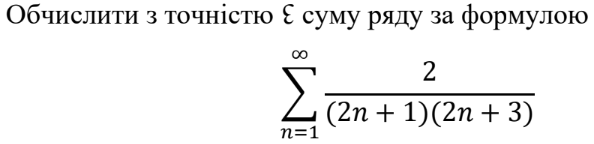 Обчислити з точністю ℇ суму ряду за формулою
∞
∑ 2 / (2n + 1)(2n + 3)
n=1